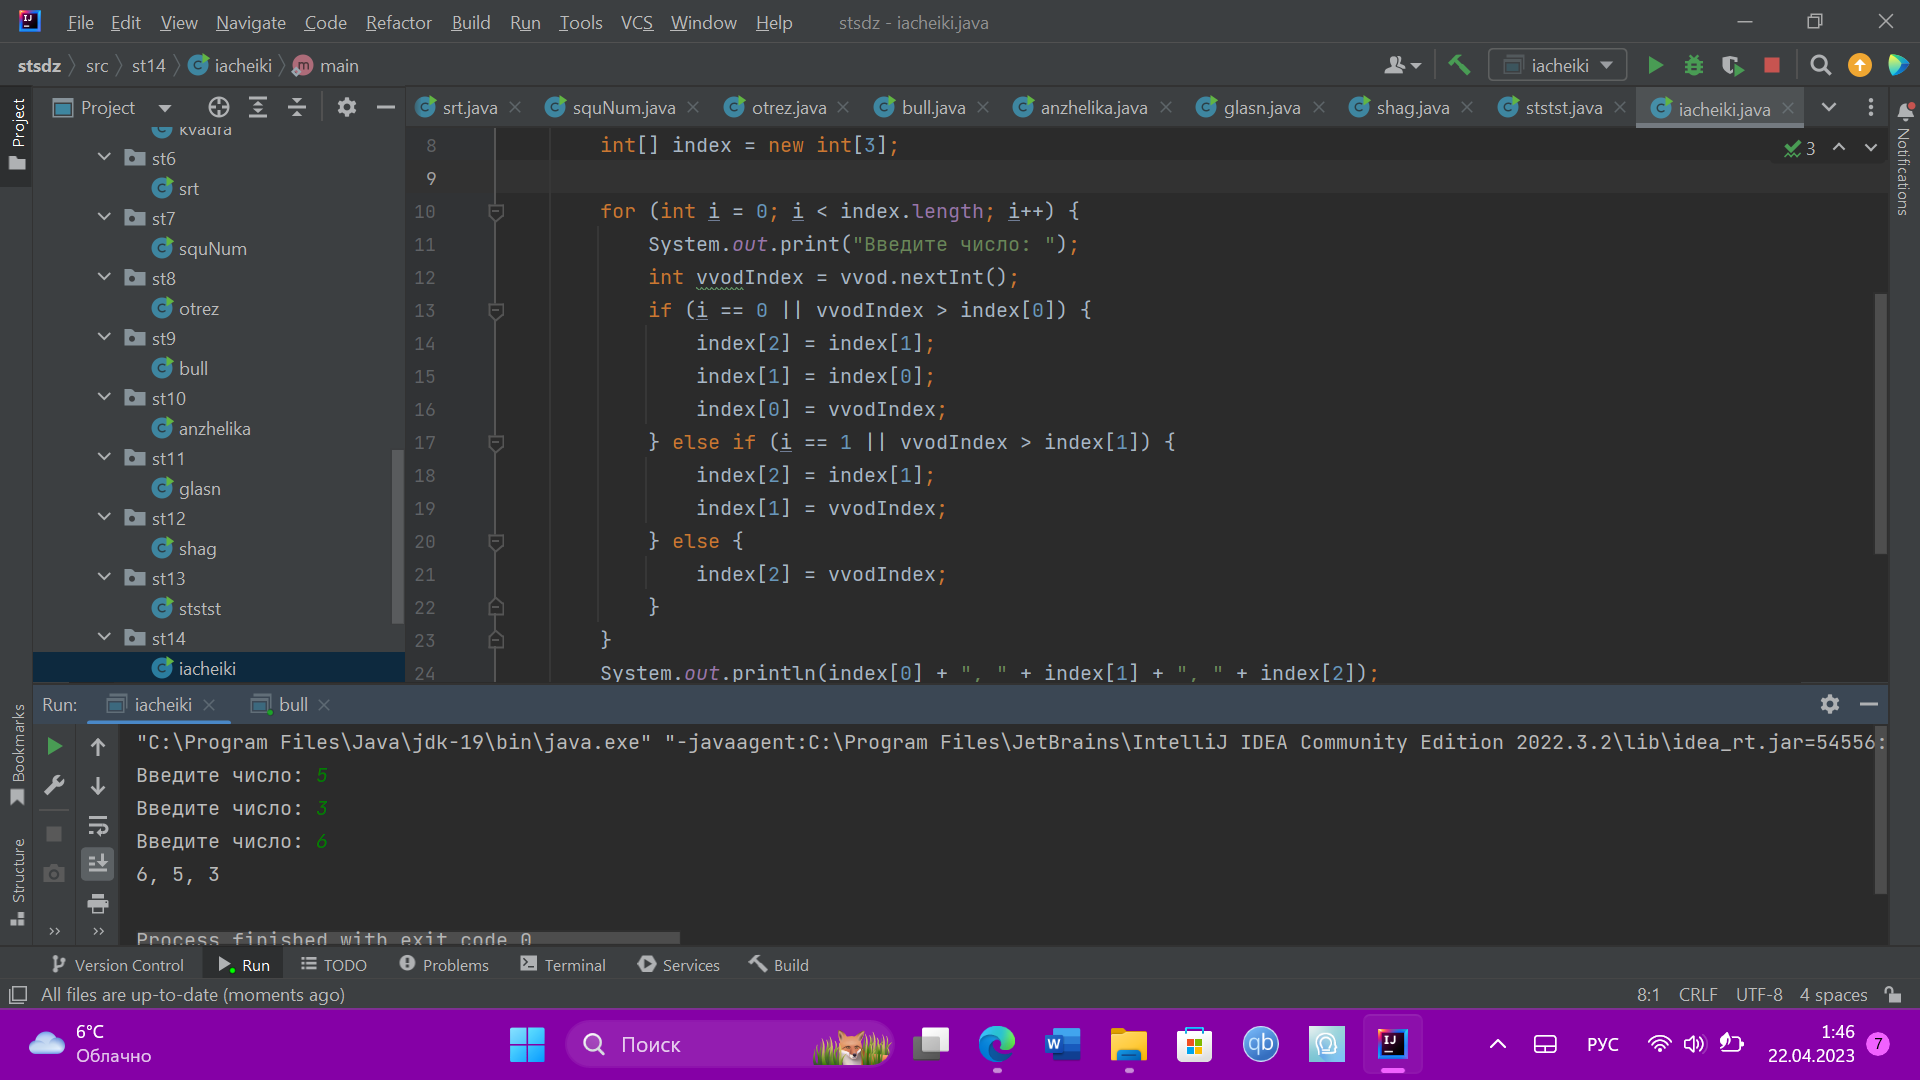 File Edit View Navigate Code Refactor Build Run Tools VCS Window Help stsdz - iacheiki.java
stsdz src st14 iacheiki main iacheiki
Project
Project
srt.java squNum.java otrez.java bull.java anzhelika.java glasn.java shag.java ststst.java iacheiki.java
Notifications
kvadra
st6
srt
st7
squNum
st8
otrez
st9
bull
st10
anzhelika
st11
glasn
st12
shag
st13
ststst
st14
iacheiki
3
8 int[] index = new int[3];
9
10 for (int i = 0; i < index.length; i++) {
11 System.out.print("Введите число: ");
12 int vvodIndex = vvod.nextInt();
13 if (i == 0 || vvodIndex > index[0]) {
14 index[2] = index[1];
15 index[1] = index[0];
16 index[0] = vvodIndex;
17 } else if (i == 1 || vvodIndex > index[1]) {
18 index[2] = index[1];
19 index[1] = vvodIndex;
20 } else {
21 index[2] = vvodIndex;
22 }
23 }
24 System.out.println(index[0] + ", " + index[1] + ", " + index[2]);
Run: iacheiki bull
Bookmarks
Structure
"C:\Program Files\Java\jdk-19\bin\java.exe" "-javaagent:C:\Program Files\JetBrains\IntelliJ IDEA Community Edition 2022.3.2\lib\idea_rt.jar=54556:
Введите число: 5
Введите число: 3
Введите число: 6
6, 5, 3
Process finished with exit code 0
Version Control Run TODO Problems Terminal Services Build
All files are up-to-date (moments ago) 8:1 CRLF UTF-8 4 spaces
6°C
Облачно
Поиск
W
qb
IJ
РУС
1:46
22.04.2023
7